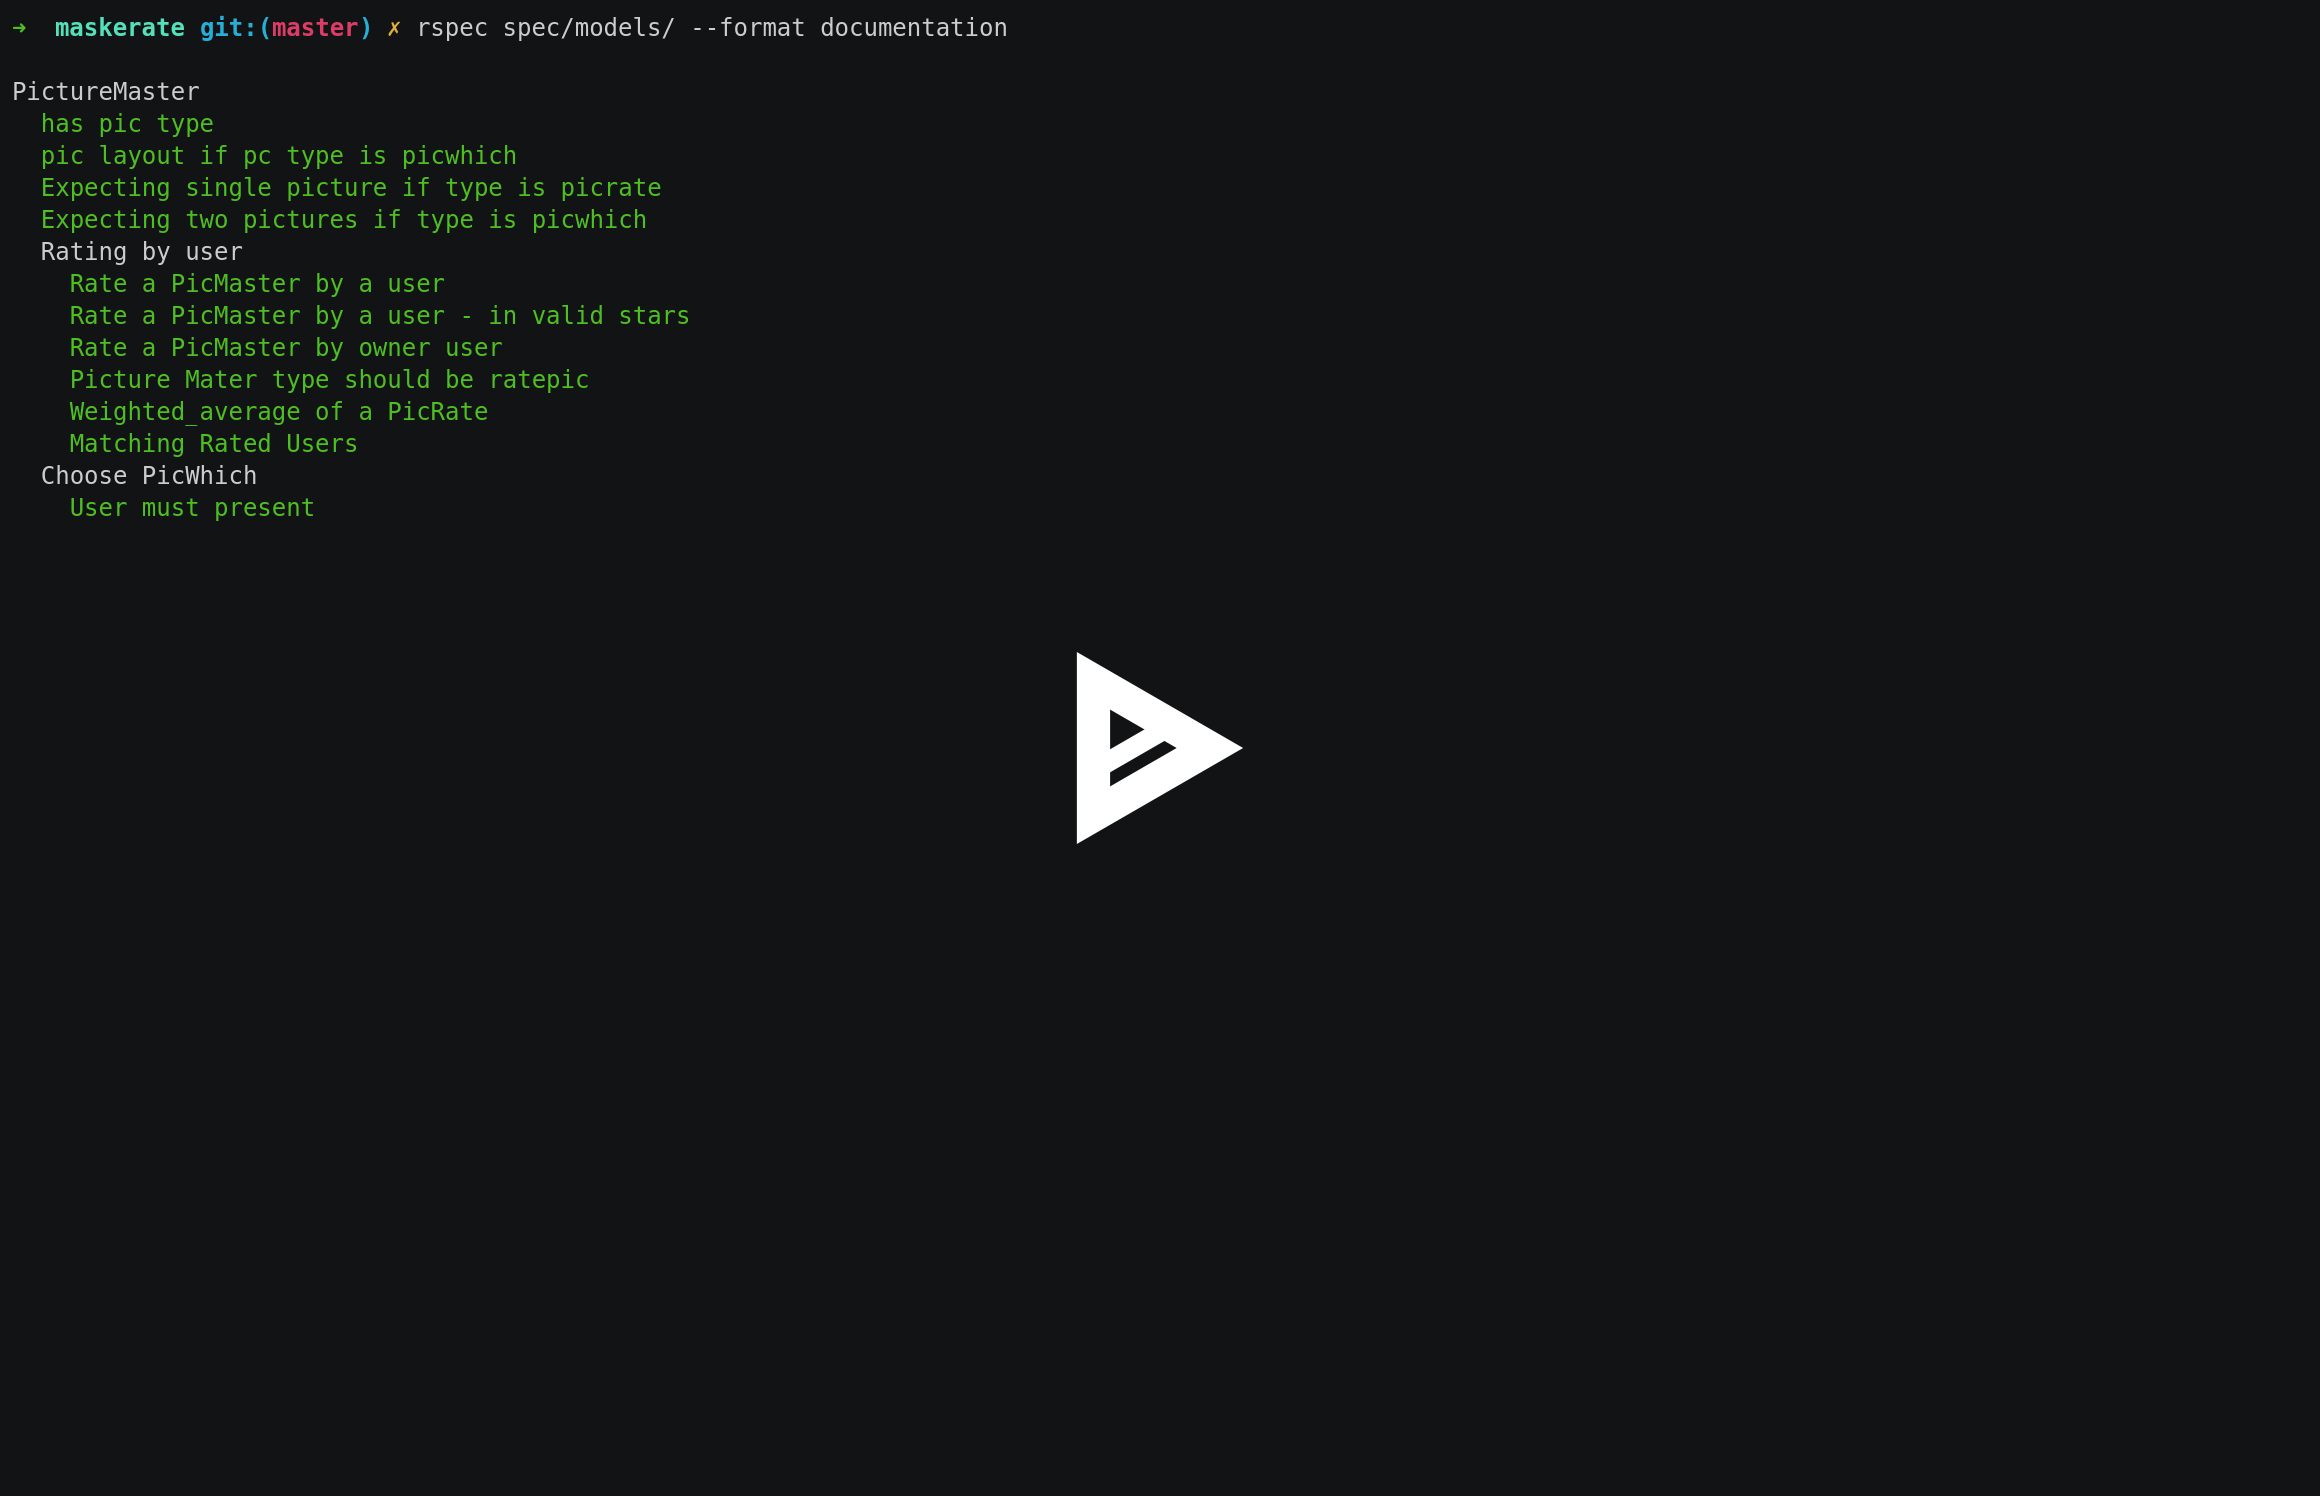 ➜  maskerate git:(master) ✗ rspec spec/models/ --format documentation
PictureMaster
has pic type
pic layout if pc type is picwhich
Expecting single picture if type is picrate
Expecting two pictures if type is picwhich
Rating by user
Rate a PicMaster by a user
Rate a PicMaster by a user - in valid stars
Rate a PicMaster by owner user
Picture Mater type should be ratepic
Weighted_average of a PicRate
Matching Rated Users
Choose PicWhich
User must present